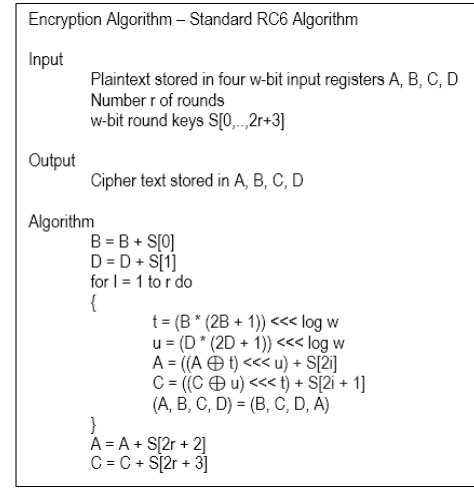 Encryption Algorithm – Standard RC6 Algorithm
Input
Plaintext stored in four w-bit input registers A, B, C, D
Number r of rounds
w-bit round keys S[0,..,2r+3]
Output
Cipher text stored in A, B, C, D
Algorithm
B = B + S[0]
D = D + S[1]
for I = 1 to r do
{
t = (B * (2B + 1)) <<< log w
u = (D * (2D + 1)) <<< log w
A = ((A ⊕ t) <<< u) + S[2i]
C = ((C ⊕ u) <<< t) + S[2i + 1]
(A, B, C, D) = (B, C, D, A)
}
A = A + S[2r + 2]
C = C + S[2r + 3]